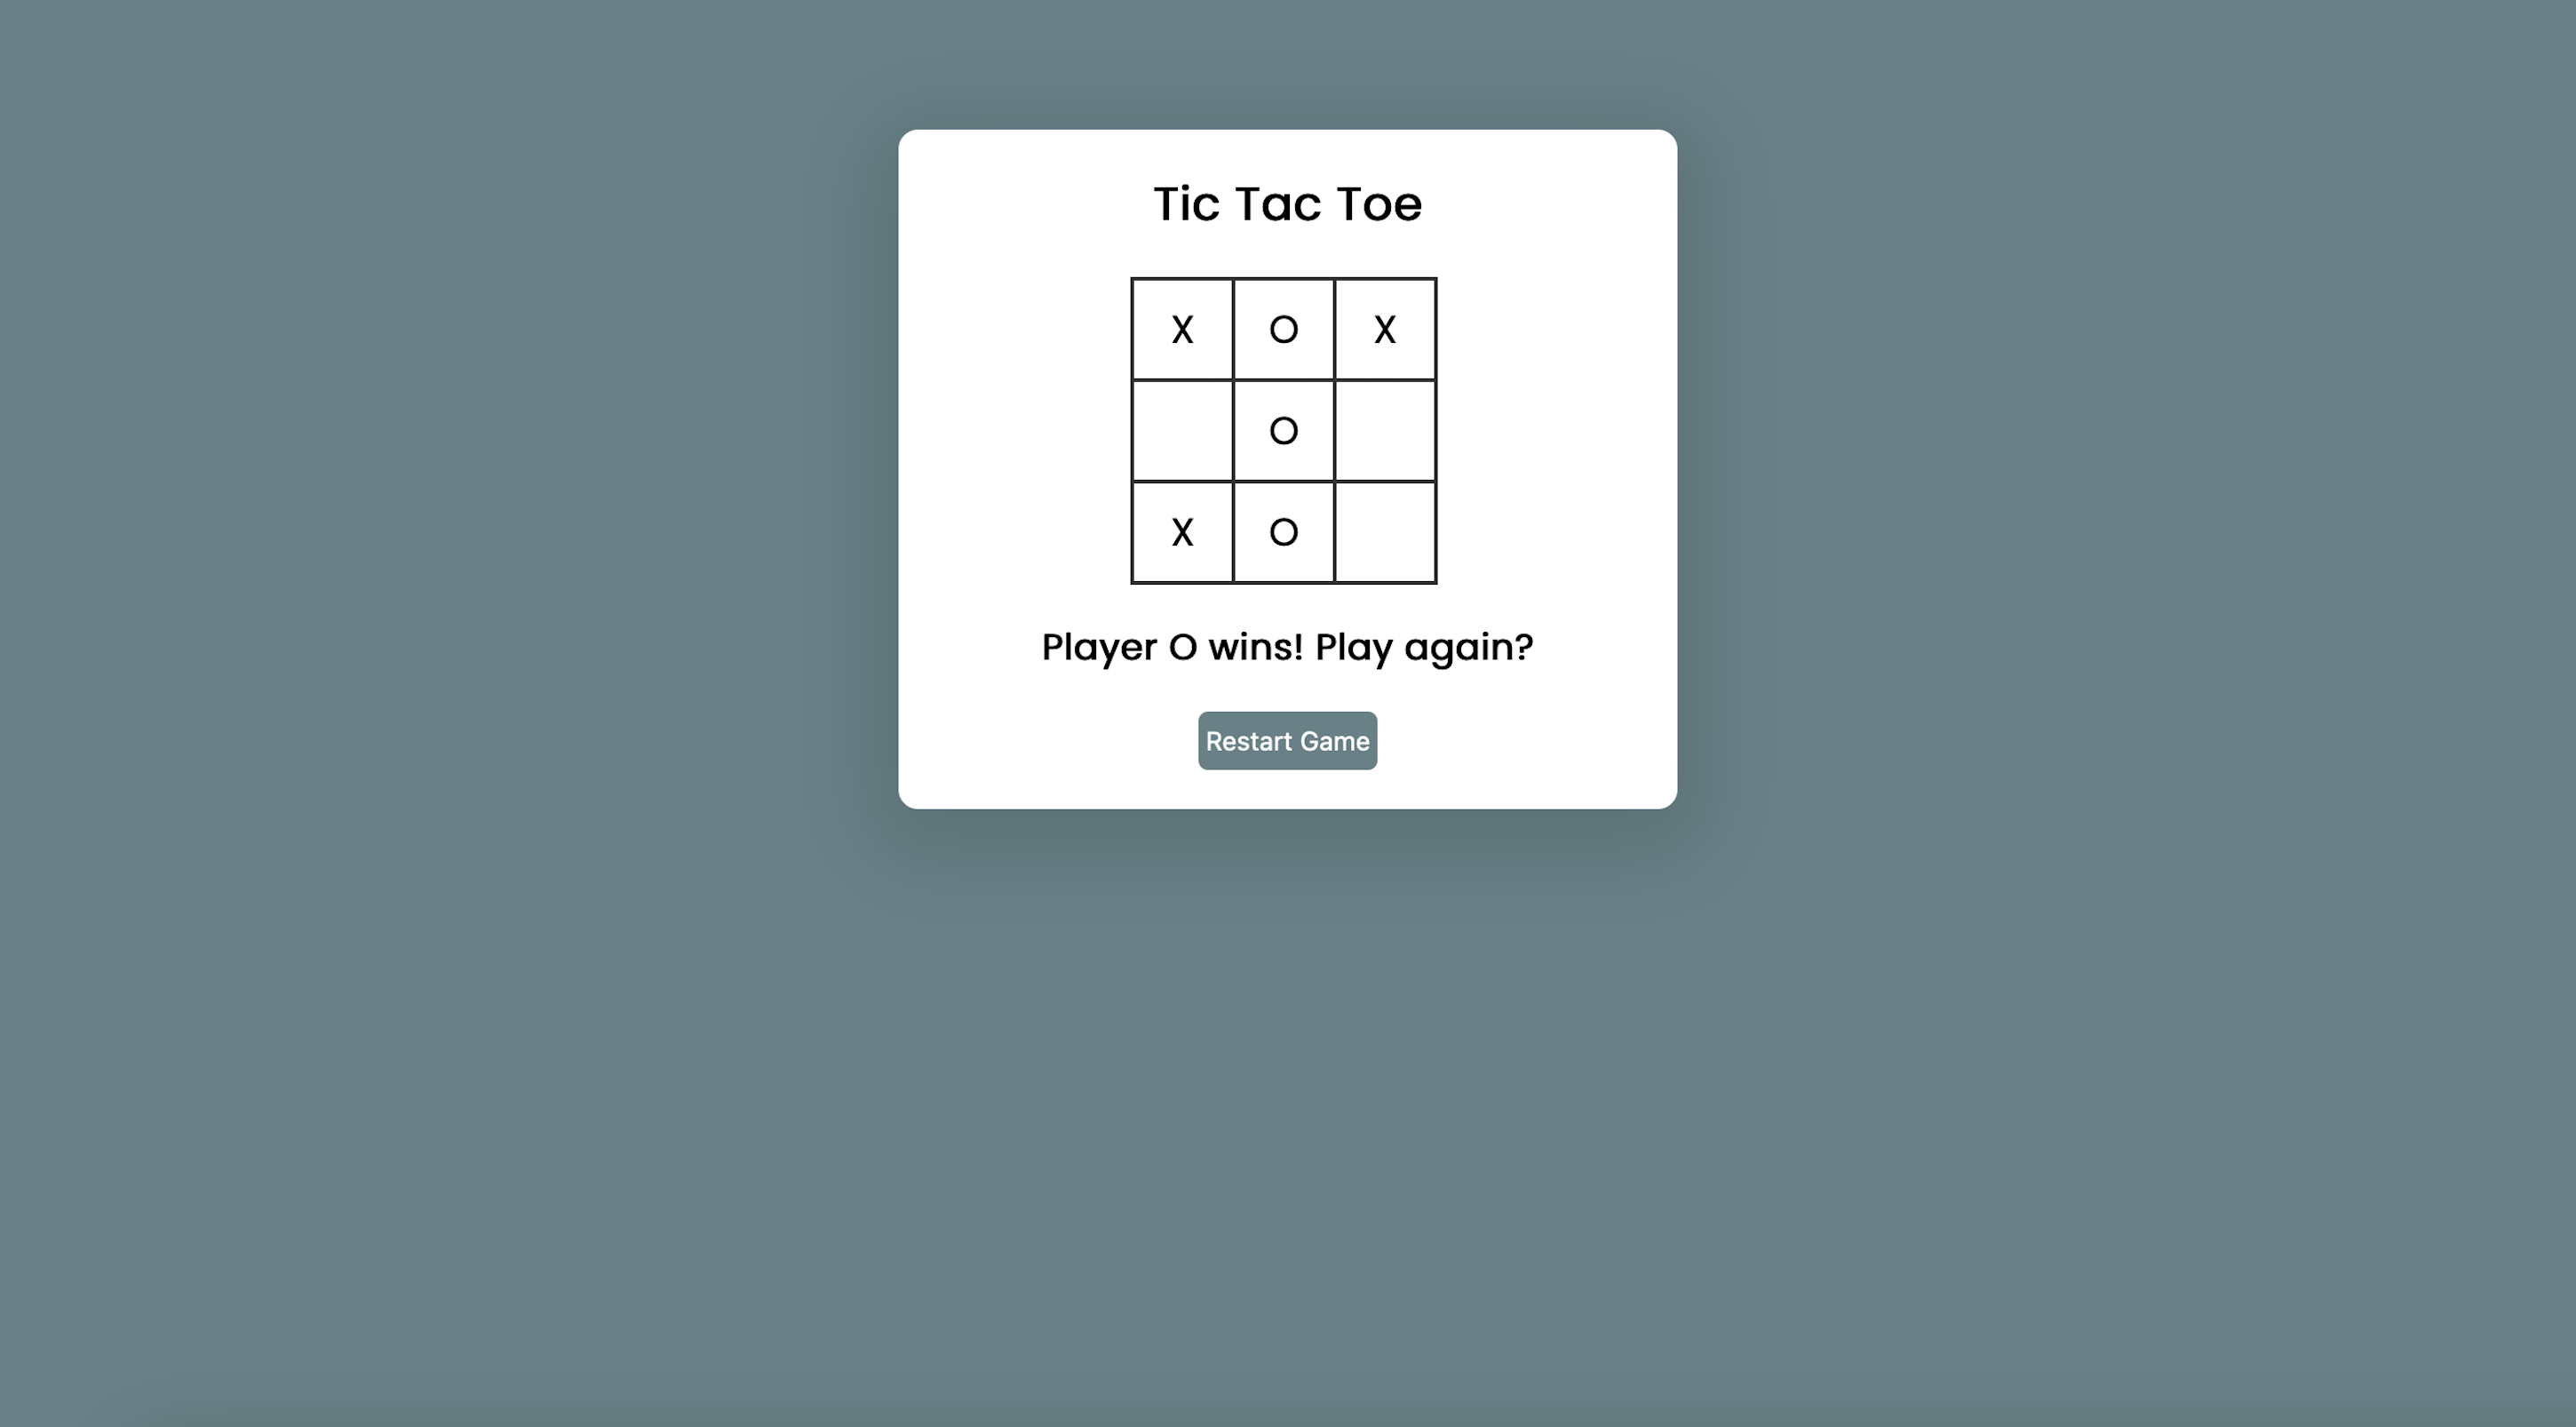 Tic Tac Toe
X O X
O
X O
Player O wins! Play again?
Restart Game